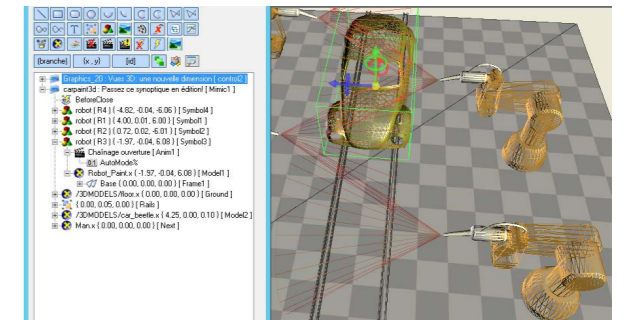 (branche) (x , y) [id]
Graphics_20 : Vues 3D: une nouvelle dimension [ control2 ]
carpaint3d : Passez ce synoptique en édition! [ Mimic1 ]
BeforeClose
robot ( R4 ) { -4.82, -0.04, -6.06 } [ Symbol4 ]
robot ( R1 ) { 4.00, 0.01, 6.00 } [ Symbol1 ]
robot ( R2 ) { 0.72, 0.02, -6.01 } [ Symbol2 ]
robot ( R3 ) { -1.97, -0.04, 6.08 } [ Symbol3 ]
Chaînage ouverture [ Anim1 ]
0.1 AutoMode%
Robot_Paint.x { -1.97, -0.04, 6.08 } [ Model1 ]
Base { 0.00, 0.00, 0.00 } [ Frame1 ]
/3DMODELS/floor.x { 0.00, 0.00, 0.00 } [ Ground ]
{ 0.00, 0.05, 0.00 } [ Rails ]
/3DMODELS/car_beetle.x { 4.25, 0.00, 0.10 } [ Model2 ]
Man.x { 0.00, 0.00, 0.00 } [ Next ]